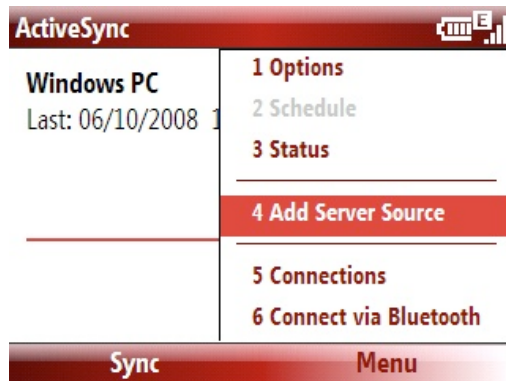 ActiveSync
E
Windows PC
Last: 06/10/2008 1
1 Options
2 Schedule
3 Status
4 Add Server Source
5 Connections
6 Connect via Bluetooth
Sync
Menu